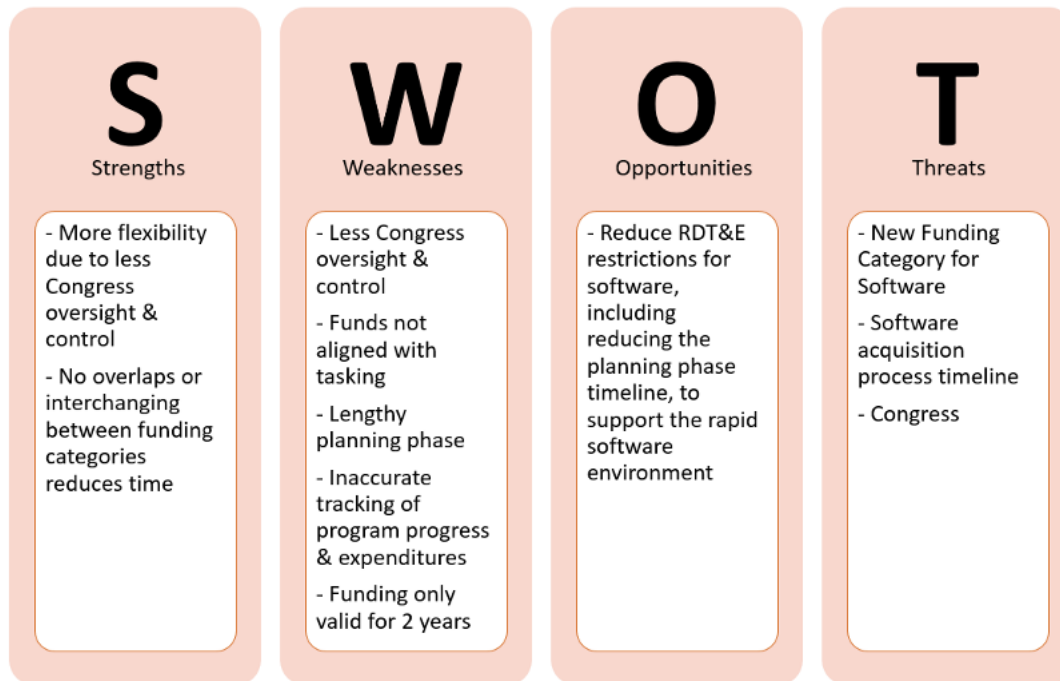 S
Strengths
- More flexibility
due to less
Congress
oversight &
control
- No overlaps or
interchanging
between funding
categories
reduces time
W
Weaknesses
- Less Congress
oversight &
control
- Funds not
aligned with
tasking
- Lengthy
planning phase
- Inaccurate
tracking of
program progress
& expenditures
- Funding only
valid for 2 years
O
Opportunities
- Reduce RDT&E
restrictions for
software,
including
reducing the
planning phase
timeline, to
support the rapid
software
environment
T
Threats
- New Funding
Category for
Software
- Software
acquisition
process timeline
- Congress